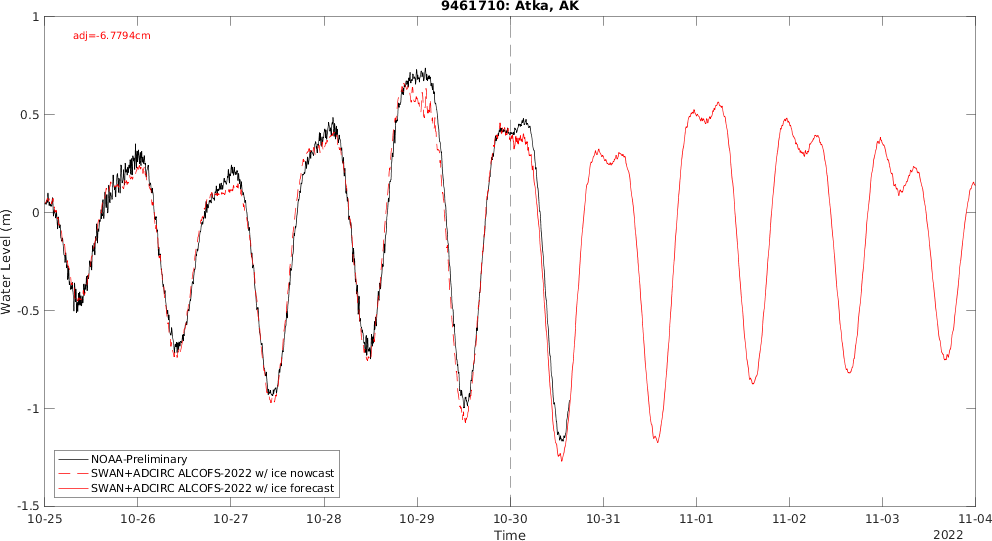 9461710: Atka, AK
adj=-6.7794cm
Water Level (m)
1
0.5
0
-0.5
-1
-1.5
NOAA-Preliminary
SWAN+ADCIRC ALCOFS-2022 w/ ice nowcast
SWAN+ADCIRC ALCOFS-2022 w/ ice forecast
10-25 10-26 10-27 10-28 10-29 10-30 10-31 11-01 11-02 11-03 11-04
Time
2022